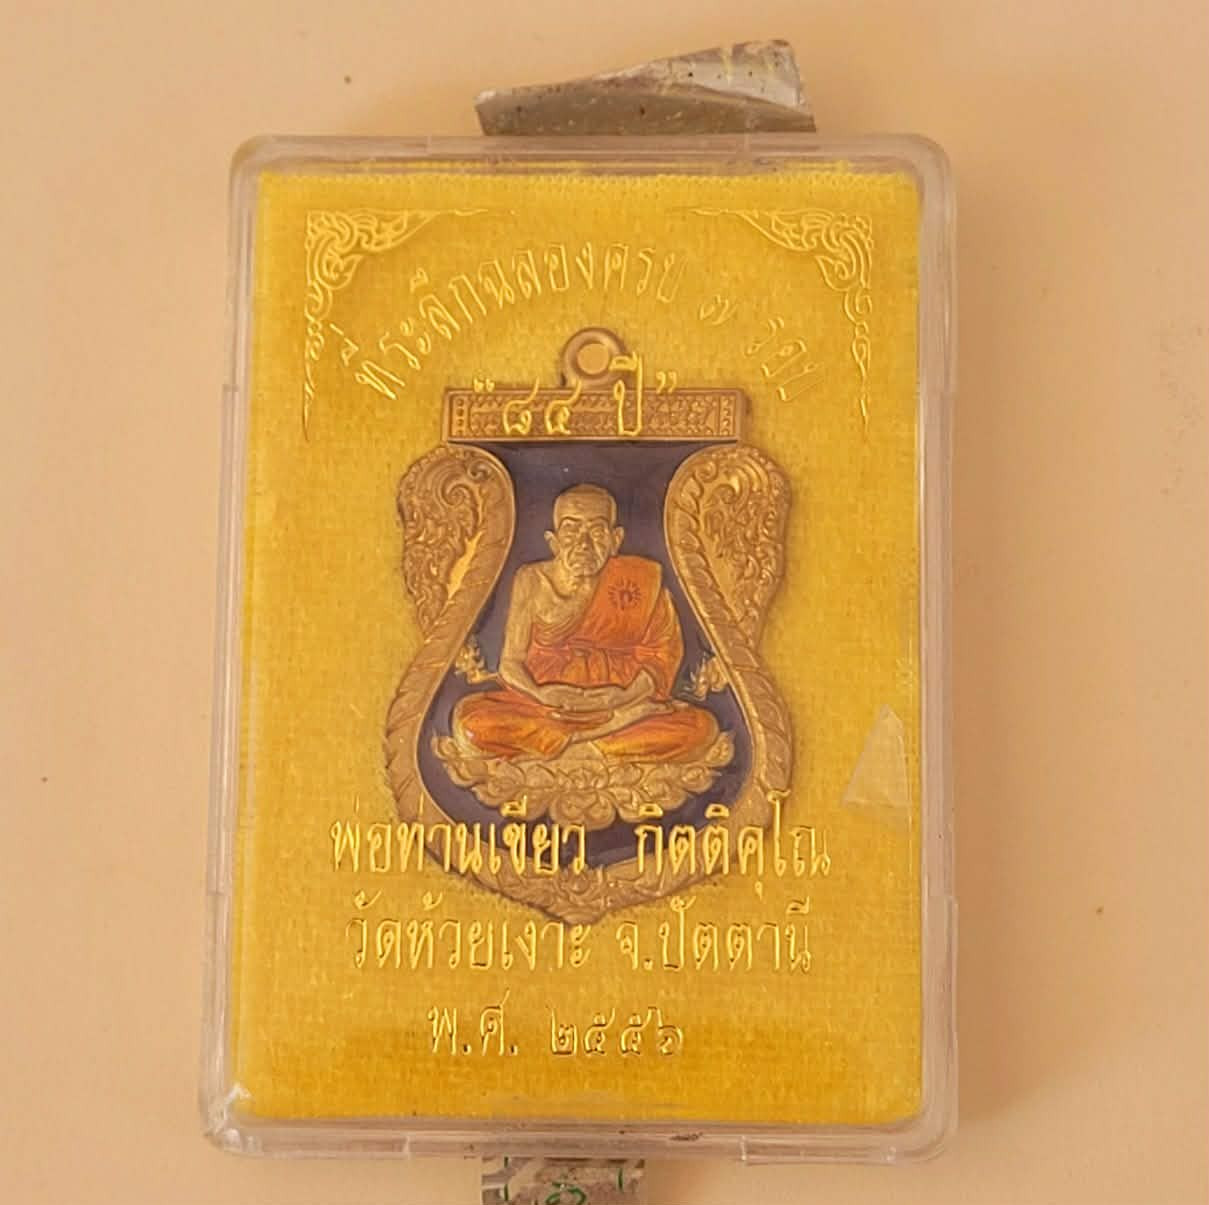 ที่ระลึกฉลองครบ ๗ รอบ
"๘๔ ปี"
พ่อท่านเขียว กิตติคุโณ
วัดห้วยเงาะ จ.ปัตตานี
พ.ศ. ๒๕๕๖